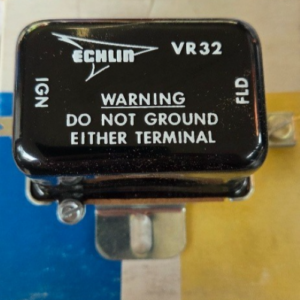 ECHLIN VR32
IGN
FLD
WARNING
DO NOT GROUND
EITHER TERMINAL